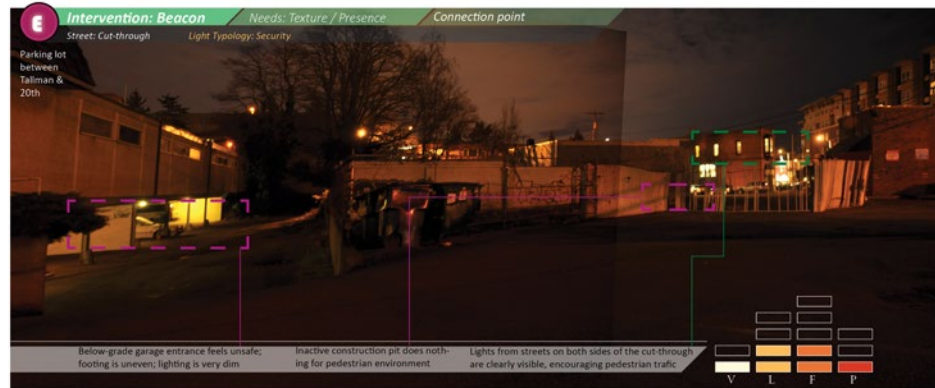 E
Intervention: Beacon
Needs: Texture / Presence
Connection point
Street: Cut-through
Light Typology: Security
Parking lot
between
Tallman &
20th
Below-grade garage entrance feels unsafe;
footing is uneven; lighting is very dim
Inactive construction pit does noth-
ing for pedestrian environment
Lights from streets on both sides of the cut-through
are clearly visible, encouraging pedestrian trafic
V L F P